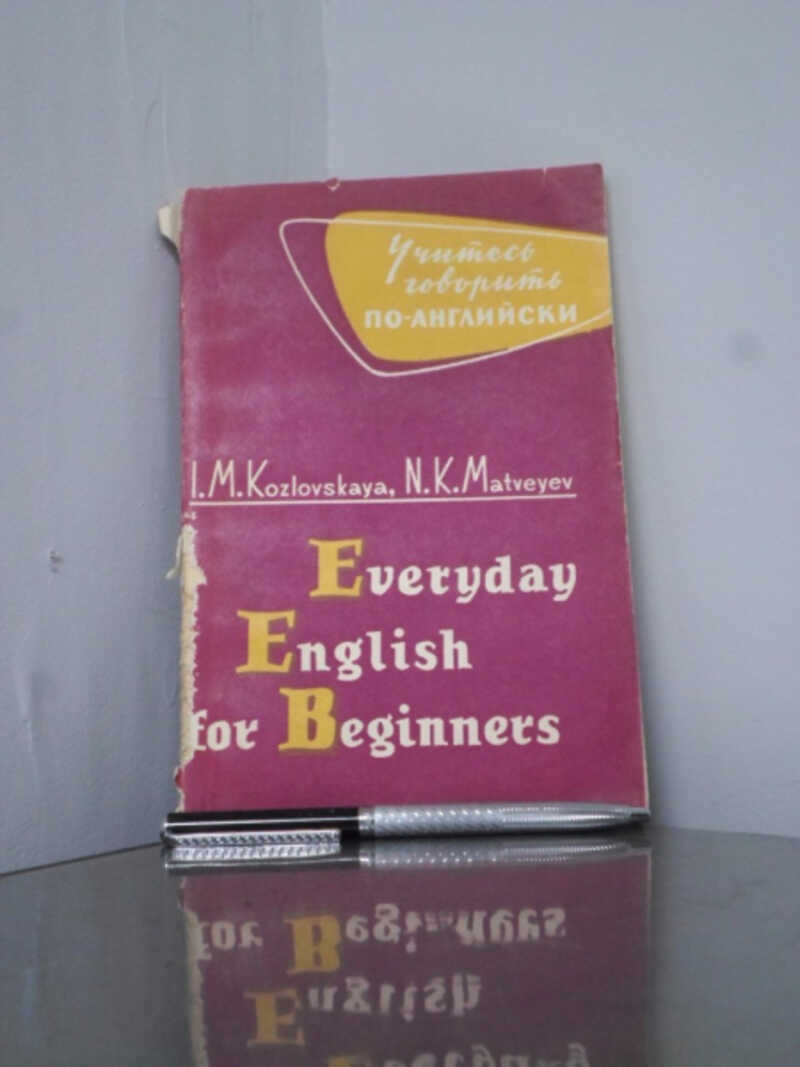 Учитесь
говорить
ПО-АНГЛИЙСКИ
I.M.Kozlovskaya, N.K.Matveyev
Everyday
English
for Beginners